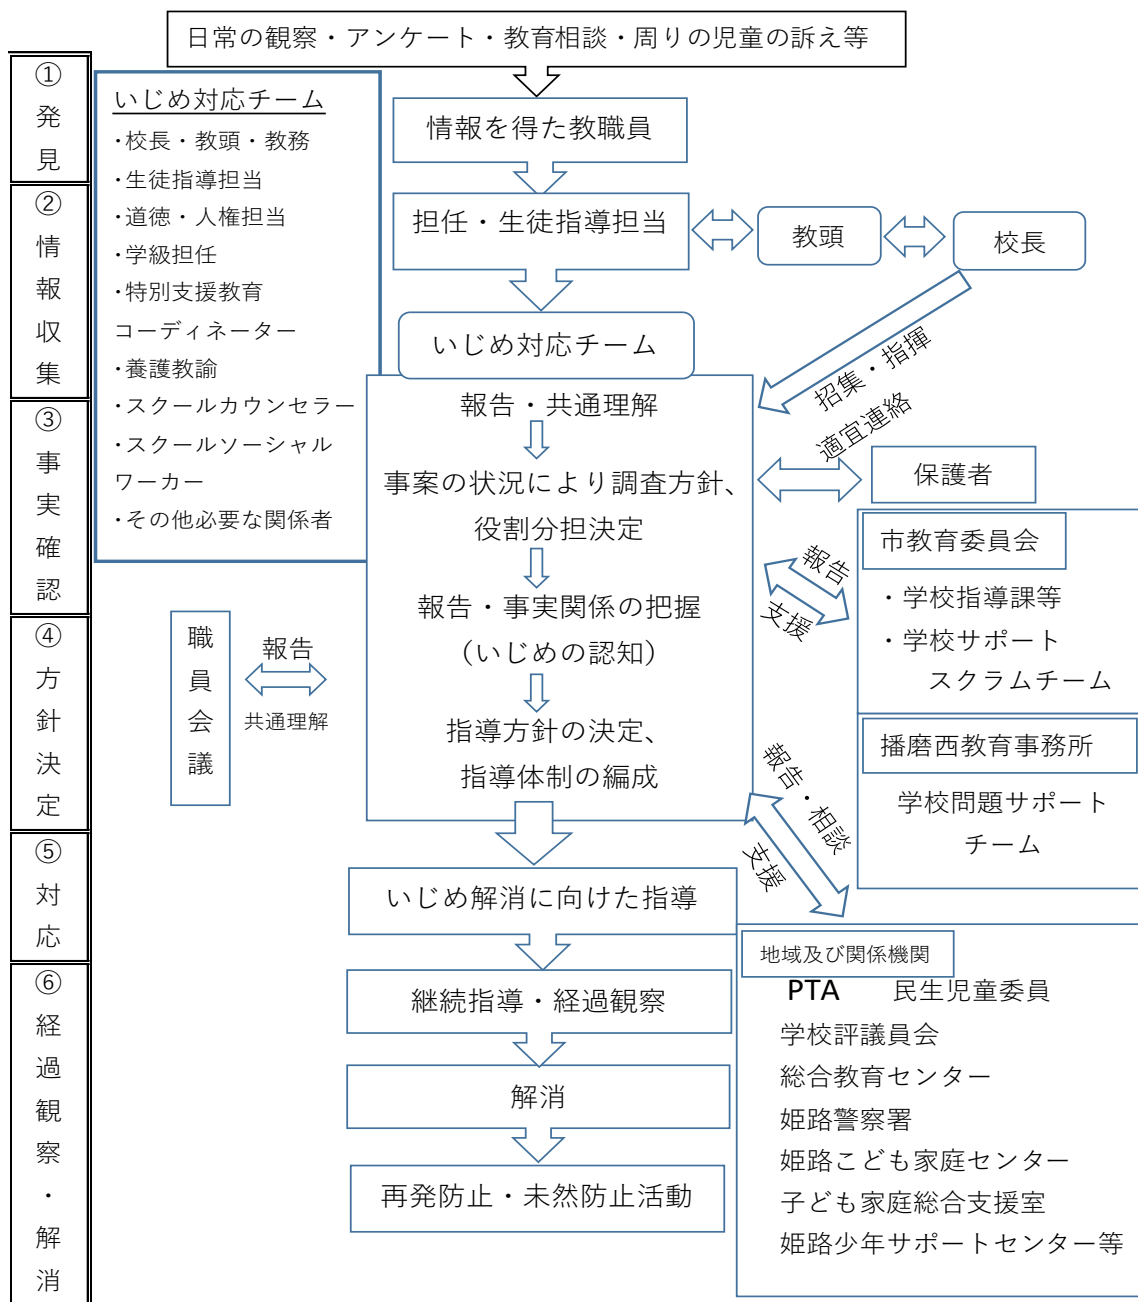 日常の観察・アンケート・教育相談・周りの児童の訴え等
①
発
見
②
情
報
収
集
③
事
実
確
認
④
方
針
決
定
⑤
対
応
⑥
経
過
観
察
・
解
消
いじめ対応チーム
・校長・教頭・教務
・生徒指導担当
・道徳・人権担当
・学級担任
・特別支援教育
コーディネーター
・養護教諭
・スクールカウンセラー
・スクールソーシャル
ワーカー
・その他必要な関係者
情報を得た教職員
担任・生徒指導担当
教頭
校長
招集・指揮
いじめ対応チーム
報告・共通理解
事案の状況により調査方針、
役割分担決定
報告・事実関係の把握
（いじめの認知）
指導方針の決定、
指導体制の編成
適宜連絡
保護者
報告
支援
市教育委員会
・学校指導課等
・学校サポート
スクラムチーム
播磨西教育事務所
学校問題サポート
チーム
職
員
会
議
報告
共通理解
報告・相談
支援
いじめ解消に向けた指導
継続指導・経過観察
解消
再発防止・未然防止活動
地域及び関係機関
PTA 民生児童委員
学校評議員会
総合教育センター
姫路警察署
姫路こども家庭センター
子ども家庭総合支援室
姫路少年サポートセンター等